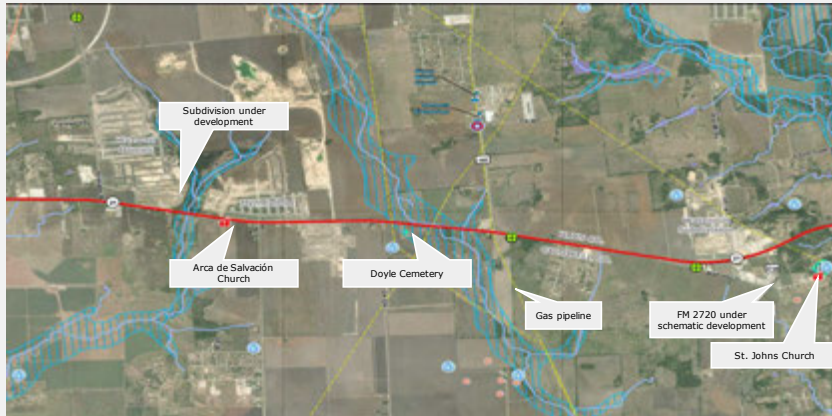 Subdivision under
development
Arca de Salvación
Church
Doyle Cemetery
Gas pipeline
FM 2720 under
schematic development
St. Johns Church